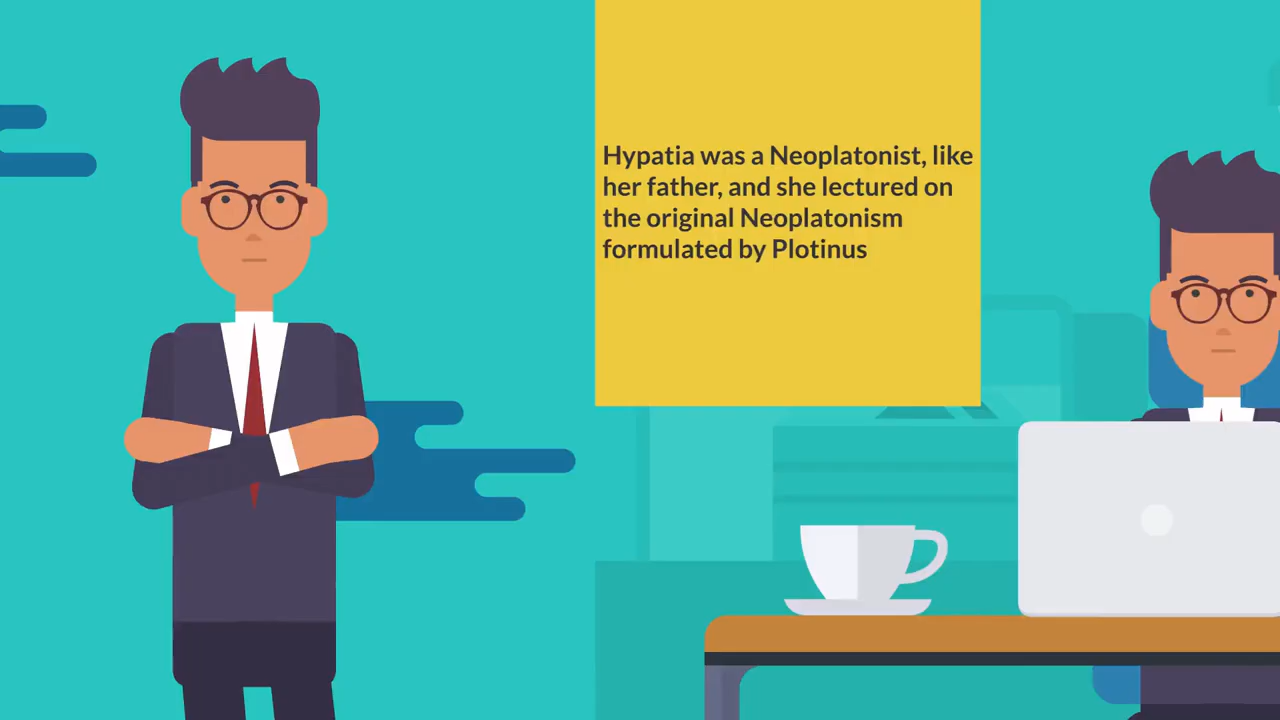 Hypatia was a Neoplatonist, like
her father, and she lectured on
the original Neoplatonism
formulated by Plotinus